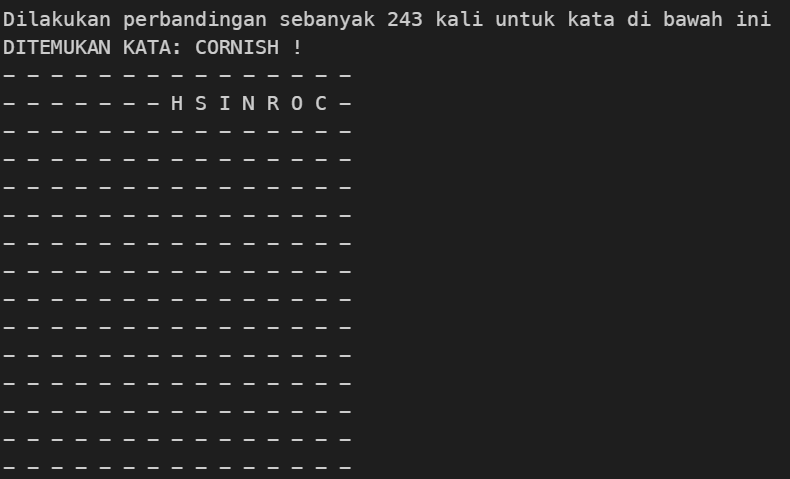 Dilakukan perbandingan sebanyak 243 kali untuk kata di bawah ini
DITEMUKAN KATA: CORNISH !
- - - - - - - - - - - - - - -
- - - - - - - H S I N R O C -
- - - - - - - - - - - - - - -
- - - - - - - - - - - - - - -
- - - - - - - - - - - - - - -
- - - - - - - - - - - - - - -
- - - - - - - - - - - - - - -
- - - - - - - - - - - - - - -
- - - - - - - - - - - - - - -
- - - - - - - - - - - - - - -
- - - - - - - - - - - - - - -
- - - - - - - - - - - - - - -
- - - - - - - - - - - - - - -
- - - - - - - - - - - - - - -
- - - - - - - - - - - - - - -